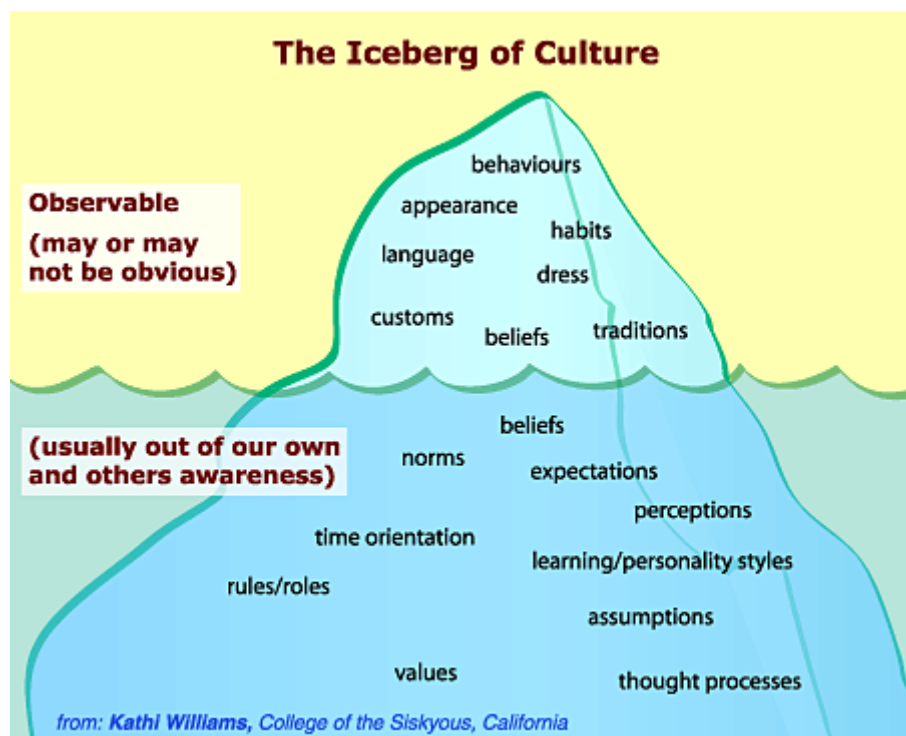 The Iceberg of Culture
behaviours
appearance
habits
language
dress
customs
beliefs
traditions
Observable
(may or may
not be obvious)
beliefs
norms
expectations
perceptions
time orientation
learning/personality styles
rules/roles
assumptions
values
thought processes
(usually out of our own
and others awareness)
from: Kathi Williams, College of the Siskyous, California